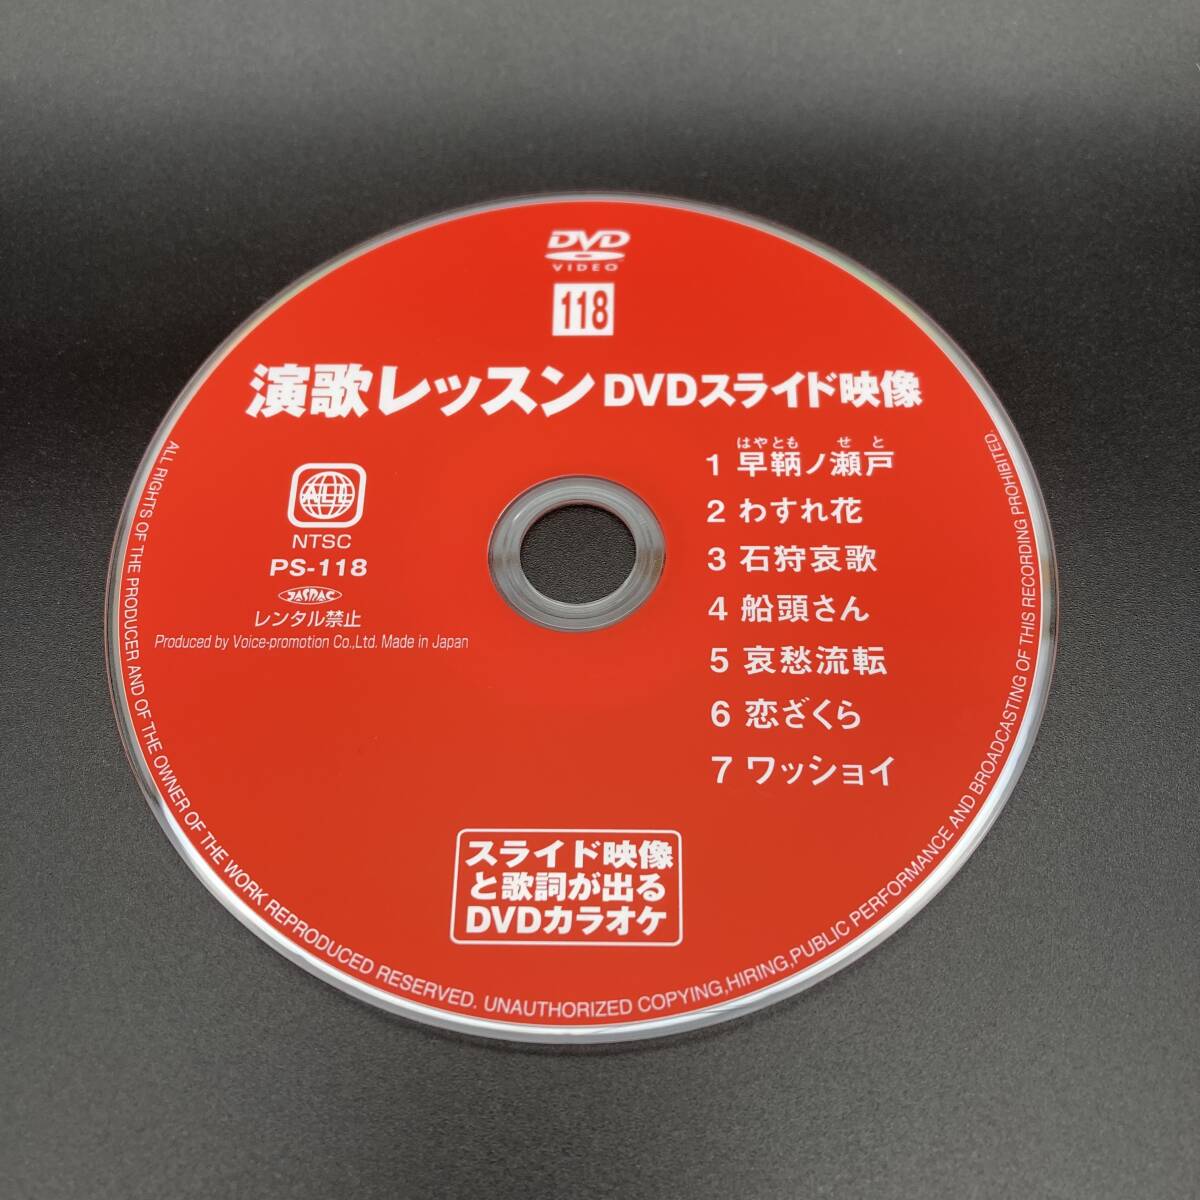 DVD
VIDEO
118
演歌レッスン DVDスライド映像
はやとも せと
1 早鞆ノ瀬戸
2 わすれ花
3 石狩哀歌
4 船頭さん
5 哀愁流転
6 恋ざくら
7 ワッショイ
ALL
NTSC
PS-118
JASRAC
レンタル禁止
Produced by Voice-promotion Co.,Ltd. Made in Japan
スライド映像
と歌詞が出る
DVDカラオケ
ALL RIGHTS OF THE PRODUCER AND OF THE OWNER OF THE WORK REPRODUCED RESERVED. UNAUTHORIZED COPYING,HIRING,PUBLIC PERFORMANCE AND BROADCASTING OF THIS RECORDING PROHIBITED.